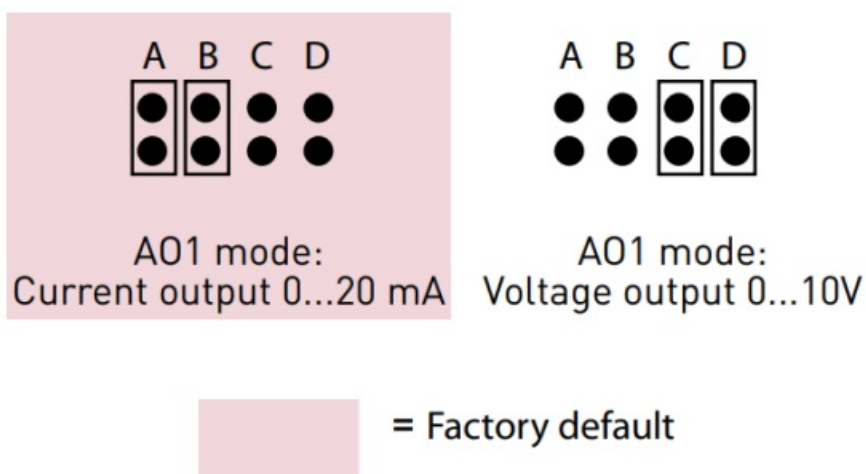 A B C D
A B C D
AO1 mode:
Current output 0...20 mA
AO1 mode:
Voltage output 0...10V
= Factory default